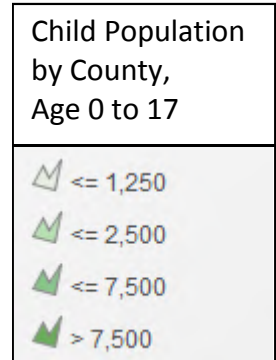 Child Population
by County,
Age 0 to 17
<= 1,250
<= 2,500
<= 7,500
> 7,500